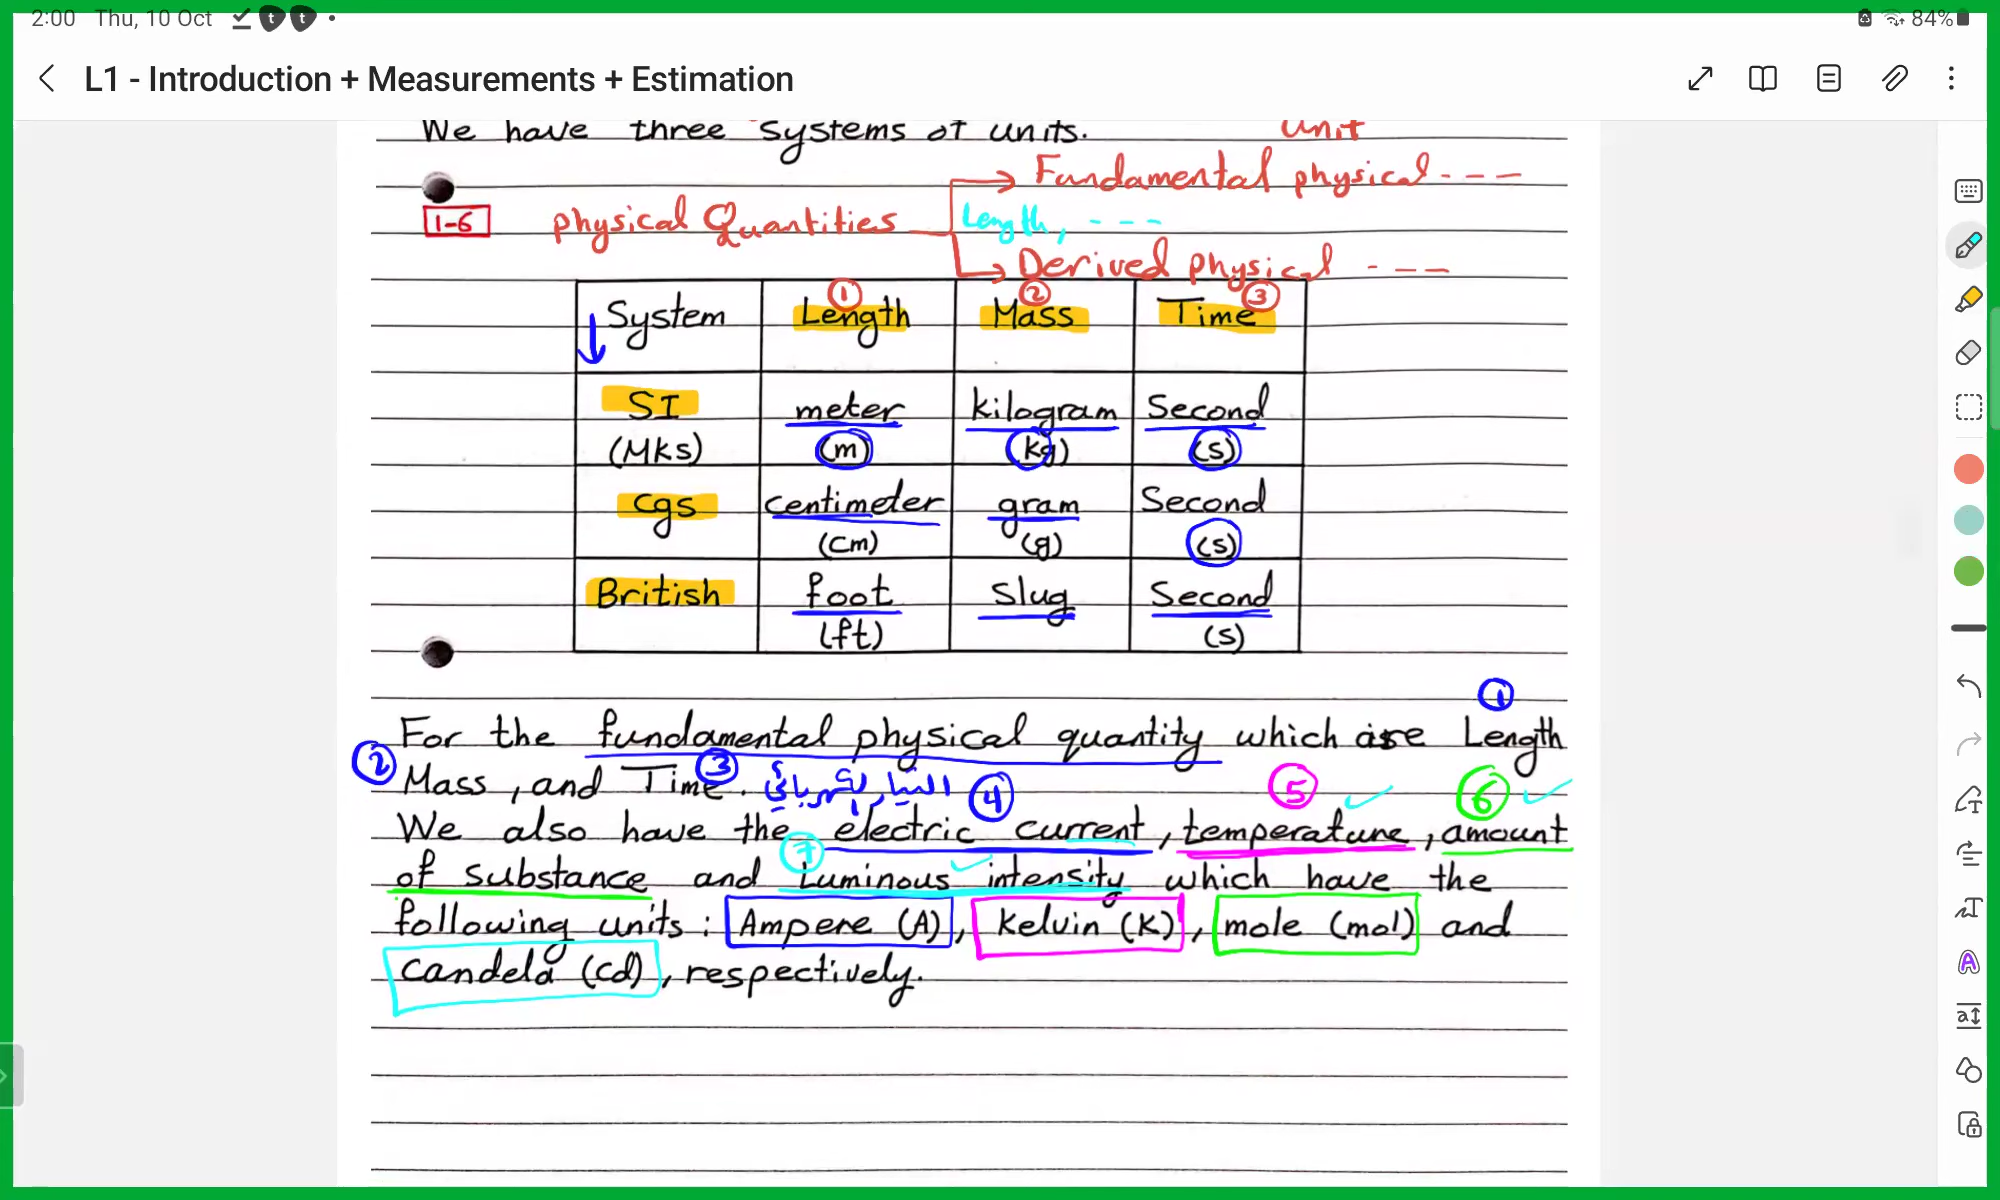 2:00 Thu, 10 Oct
84%
L1 - Introduction + Measurements + Estimation
We have three systems of units.
Unit
Fundamental physical ---
1-6 physical Quantities
Length, ---
Derived physical ---
1 2 3
System Length Mass Time
SI meter kilogram Second
(Mks) (m) (kg) (s)
cgs centimeter gram Second
(cm) (g) (s)
British foot Slug Second
(ft) (s)
1
For the fundamental physical quantity which are Length
2 Mass, and Time. 3 التيار الكهربائي 4 5 6
We also have the electric current, temperature, amount
7
of substance and Luminous intensity which have the
following units: Ampere (A), Kelvin (K), mole (mol) and
Candela (cd), respectively.